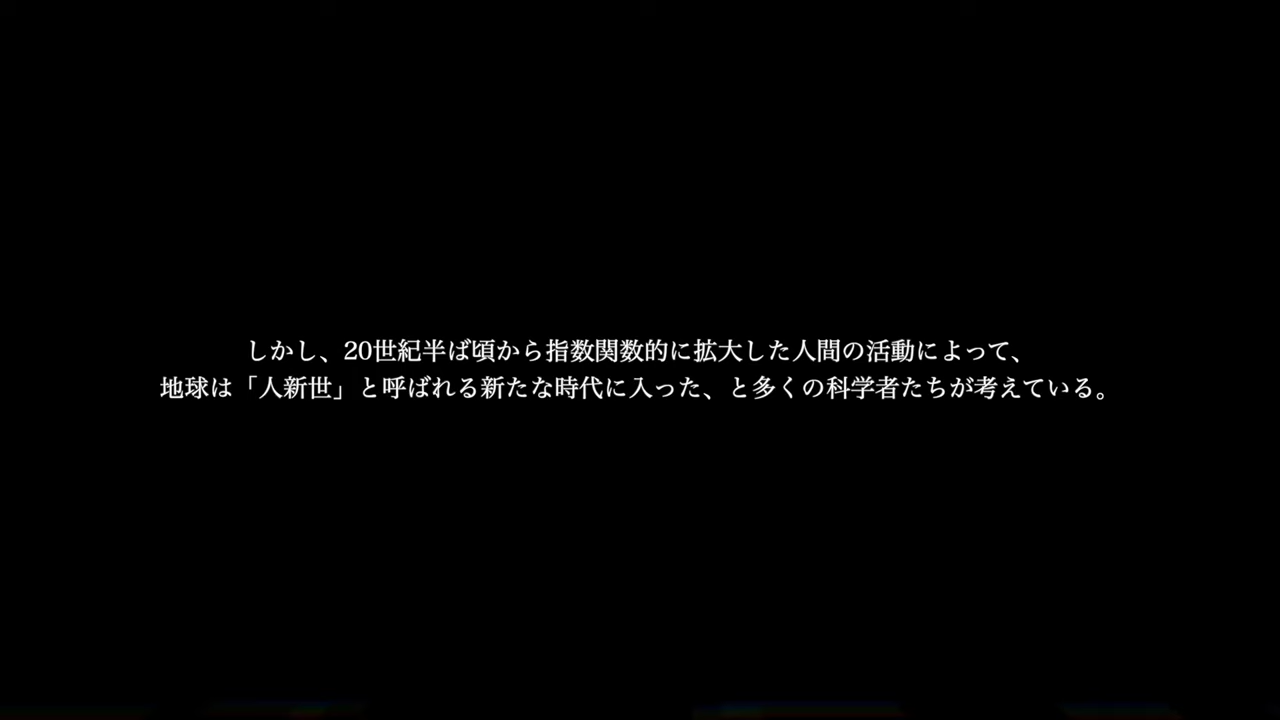 しかし、20世紀半ば頃から指数関数的に拡大した人間の活動によって、
地球は「人新世」と呼ばれる新たな時代に入った、と多くの科学者たちが考えている。